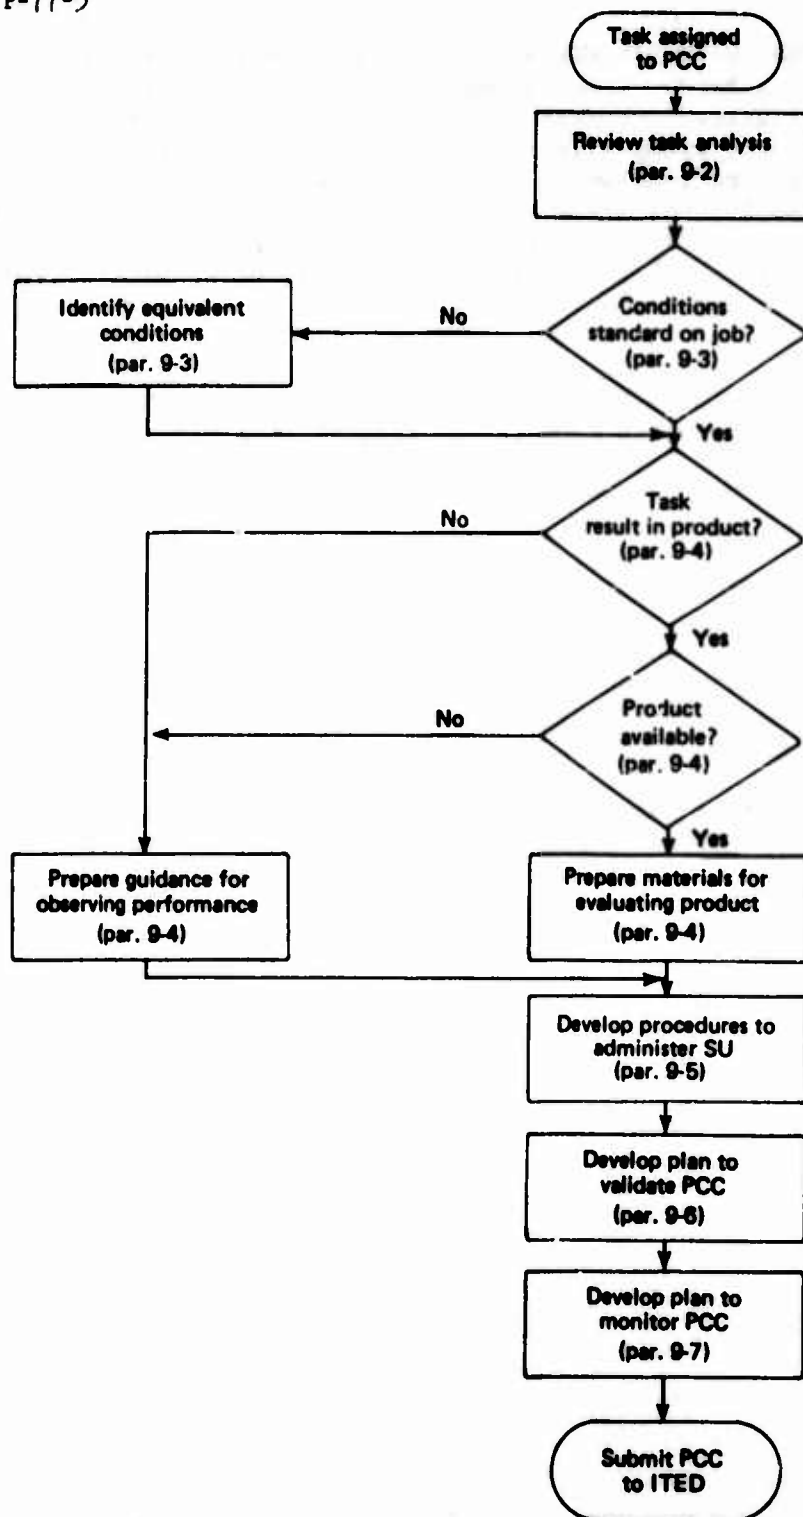 P-77-5
Task assigned
to PCC
Review task analysis
(par. 9-2)
Conditions
standard on job?
(par. 9-3)
No
Identify equivalent
conditions
(par. 9-3)
Yes
Task
result in product?
(par. 9-4)
No
Yes
Product
available?
(par. 9-4)
No
Yes
Prepare guidance for
observing performance
(par. 9-4)
Prepare materials for
evaluating product
(par. 9-4)
Develop procedures to
administer SU
(par. 9-5)
Develop plan to
validate PCC
(par. 9-6)
Develop plan to
monitor PCC
(par. 9-7)
Submit PCC
to ITED